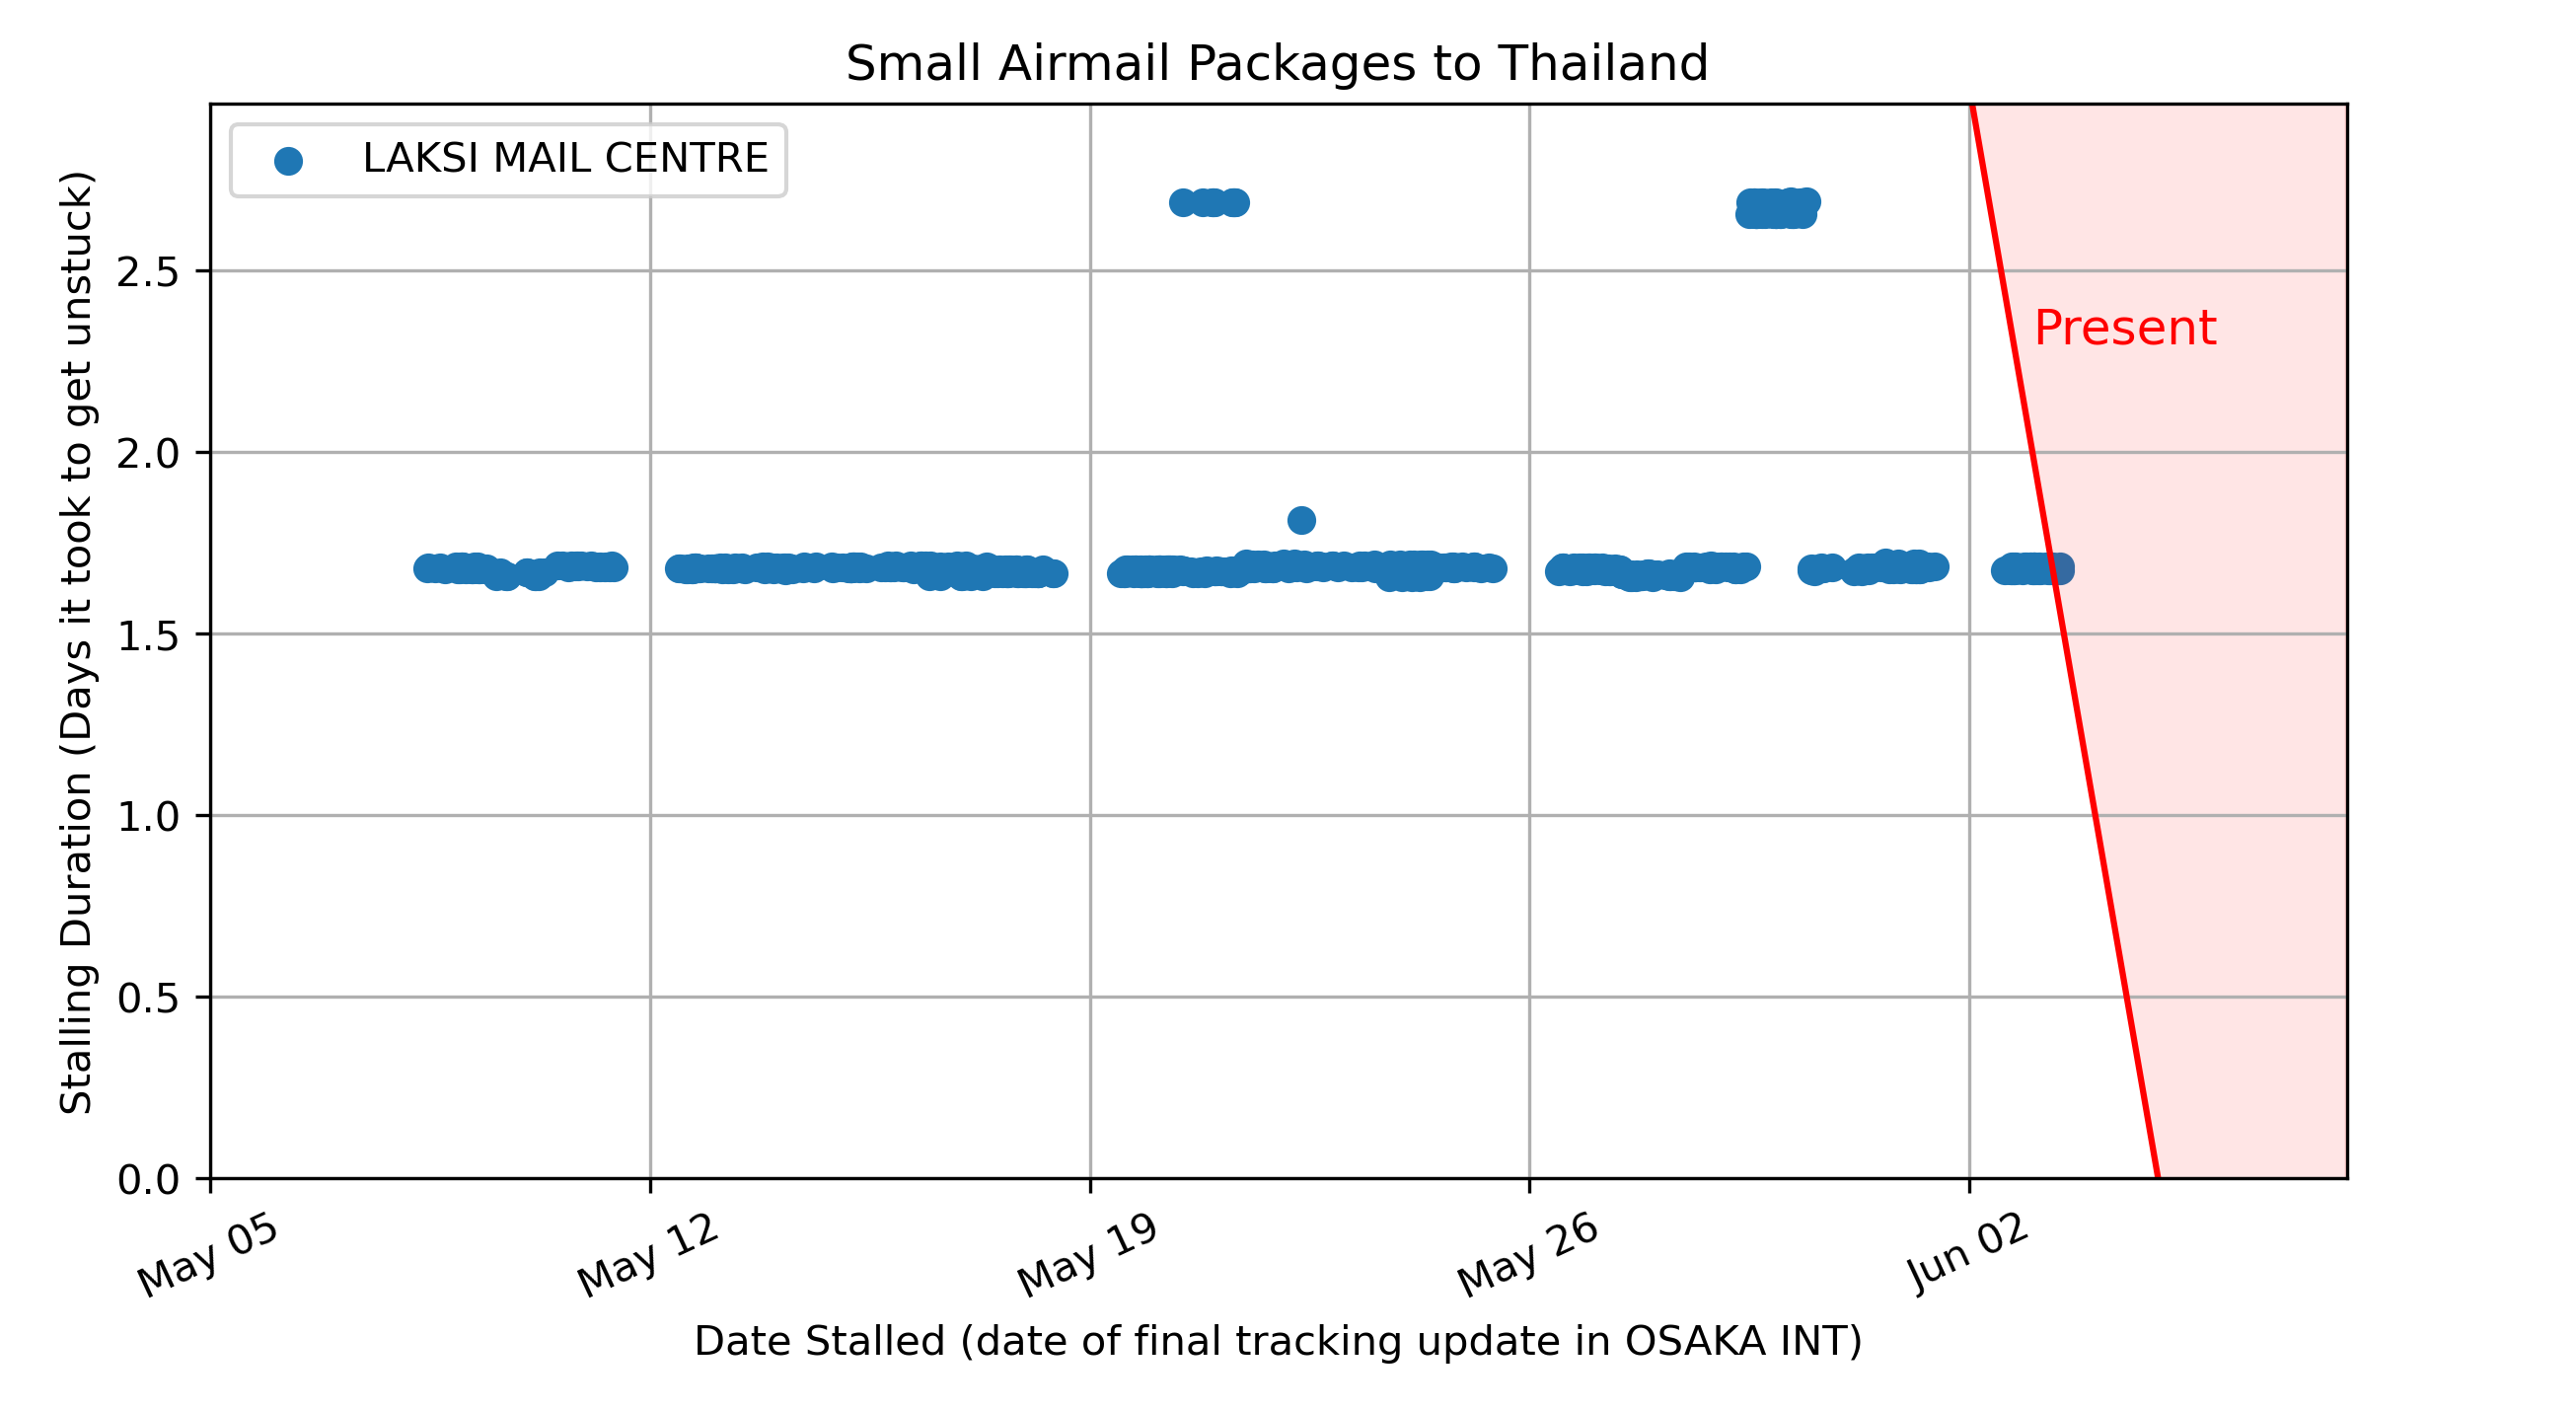 Small Airmail Packages to Thailand
LAKSI MAIL CENTRE
Present
Stalling Duration (Days it took to get unstuck)
2.5
2.0
1.5
1.0
0.5
0.0
May 05
May 12
May 19
May 26
Jun 02
Date Stalled (date of final tracking update in OSAKA INT)